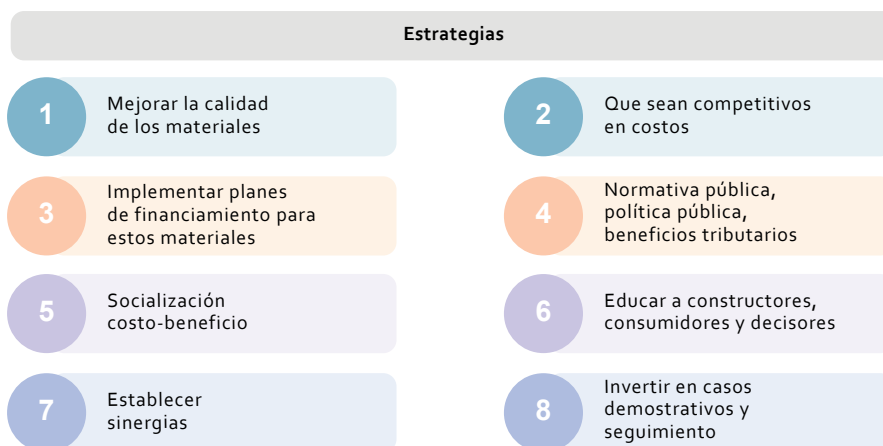 Estrategias
1
Mejorar la calidad
de los materiales
2
Que sean competitivos
en costos
3
Implementar planes
de financiamiento para
estos materiales
4
Normativa pública,
política pública,
beneficios tributarios
5
Socialización
costo-beneficio
6
Educar a constructores,
consumidores y decisores
7
Establecer
sinergias
8
Invertir en casos
demostrativos y
seguimiento